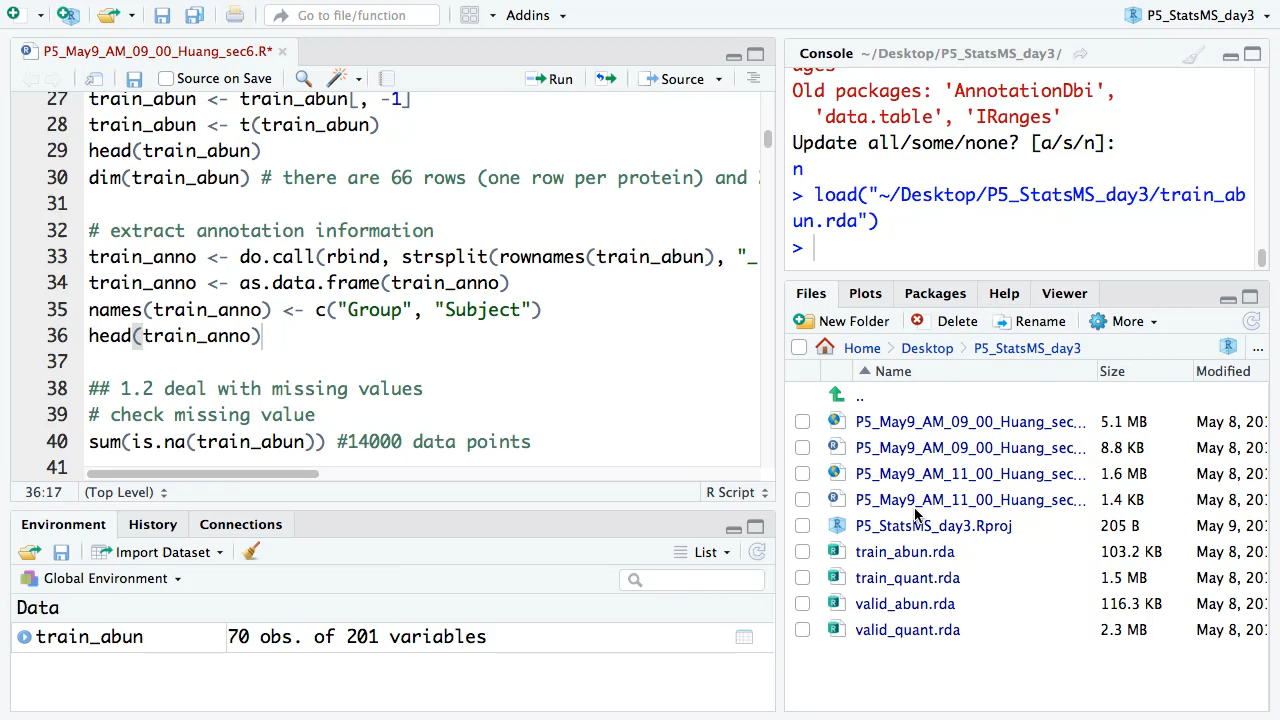 Go to file/function
Addins
P5_StatsMS_day3
P5_May9_AM_09_00_Huang_sec6.R*
Source on Save
Run
Source
27 train_abun <- train_abun[, -1]
28 train_abun <- t(train_abun)
29 head(train_abun)
30 dim(train_abun) # there are 66 rows (one row per protein) and
31
32 # extract annotation information
33 train_anno <- do.call(rbind, strsplit(rownames(train_abun), "_
34 train_anno <- as.data.frame(train_anno)
35 names(train_anno) <- c("Group", "Subject")
36 head(train_anno)
37
38 ## 1.2 deal with missing values
39 # check missing value
40 sum(is.na(train_abun)) #14000 data points
41
36:17 (Top Level) R Script
Environment History Connections
Import Dataset List
Global Environment
Data
train_abun 70 obs. of 201 variables
Console ~/Desktop/P5_StatsMS_day3/
ages
Old packages: 'AnnotationDbi',
'data.table', 'IRanges'
Update all/some/none? [a/s/n]:
n
> load("~/Desktop/P5_StatsMS_day3/train_ab
un.rda")
>
Files Plots Packages Help Viewer
New Folder Delete Rename More
Home Desktop P5_StatsMS_day3 ...
Name Size Modified
..
P5_May9_AM_09_00_Huang_sec... 5.1 MB May 8, 20
P5_May9_AM_09_00_Huang_sec... 8.8 KB May 8, 20
P5_May9_AM_11_00_Huang_sec... 1.6 MB May 8, 20
P5_May9_AM_11_00_Huang_sec... 1.4 KB May 8, 20
P5_StatsMS_day3.Rproj 205 B May 9, 20
train_abun.rda 103.2 KB May 8, 20
train_quant.rda 1.5 MB May 8, 20
valid_abun.rda 116.3 KB May 8, 20
valid_quant.rda 2.3 MB May 8, 20